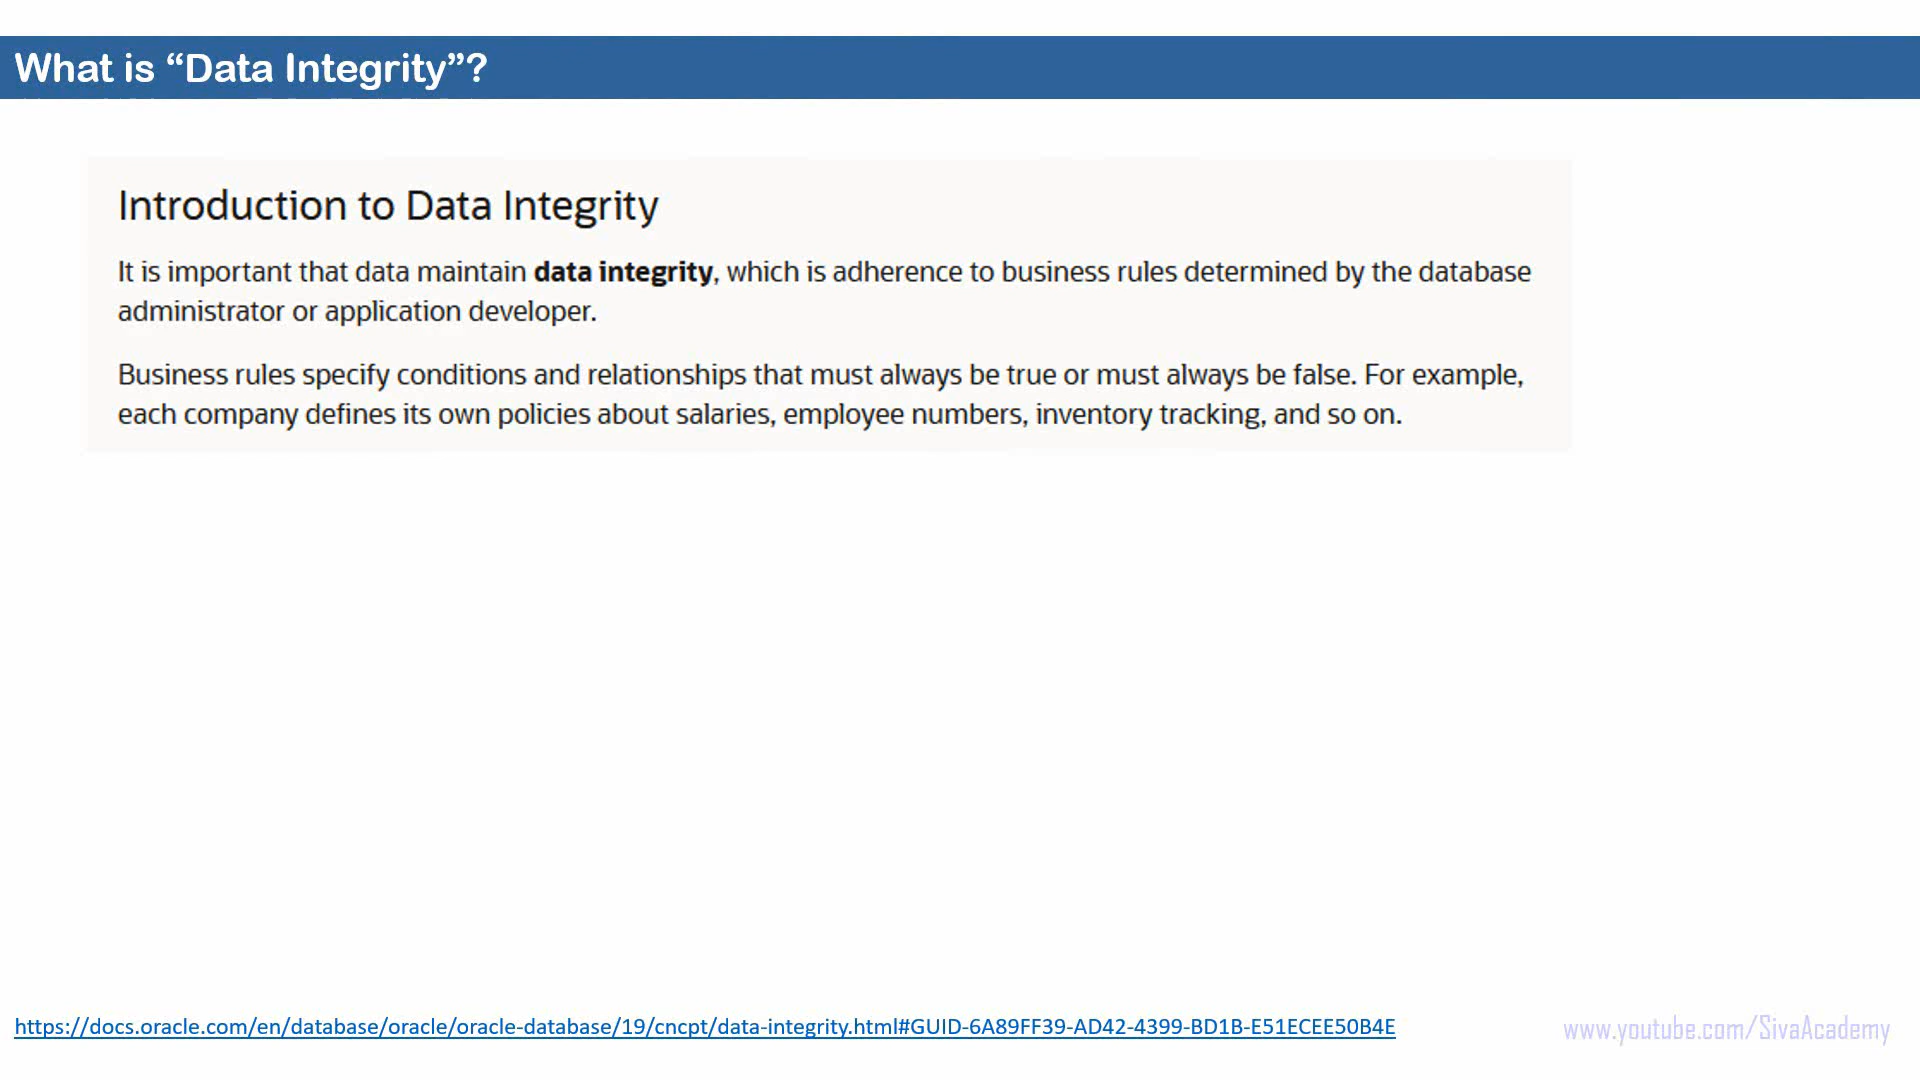 What is “Data Integrity”?
Introduction to Data Integrity
It is important that data maintain data integrity, which is adherence to business rules determined by the database
administrator or application developer.
Business rules specify conditions and relationships that must always be true or must always be false. For example,
each company defines its own policies about salaries, employee numbers, inventory tracking, and so on.
https://docs.oracle.com/en/database/oracle/oracle-database/19/cncpt/data-integrity.html#GUID-6A89FF39-AD42-4399-BD1B-E51ECEE50B4E
www.youtube.com/SivaAcademy